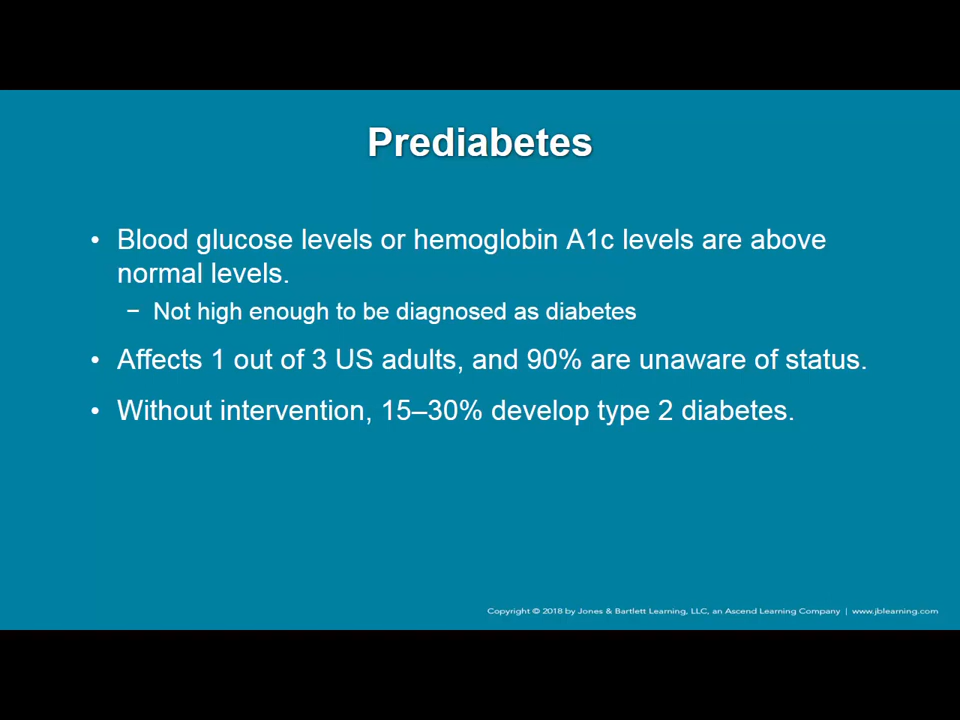 Prediabetes
• Blood glucose levels or hemoglobin A1c levels are above
normal levels.
− Not high enough to be diagnosed as diabetes
• Affects 1 out of 3 US adults, and 90% are unaware of status.
• Without intervention, 15–30% develop type 2 diabetes.
Copyright © 2018 by Jones & Bartlett Learning, LLC, an Ascend Learning Company | www.jblearning.com